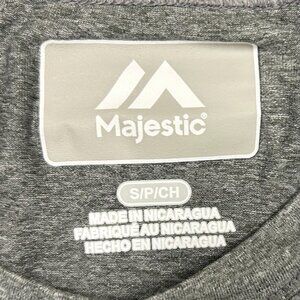 Majestic®
S/P/CH
MADE IN NICARAGUA
FABRIQUÉ AU NICARAGUA
HECHO EN NICARAGUA